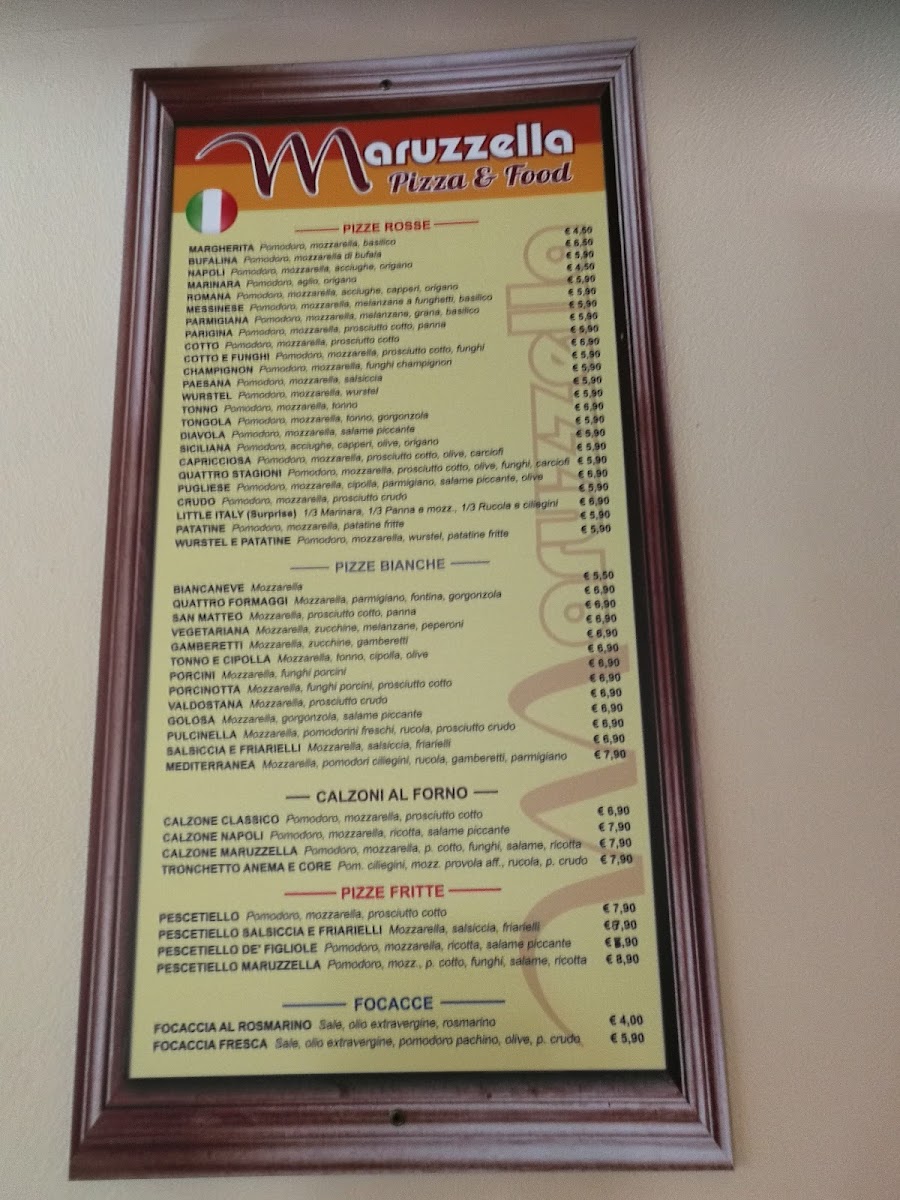 Maruzzella
Pizza & Food
PIZZE ROSSE
MARGHERITA Pomodoro, mozzarella, basilico € 4,50
BUFALINA Pomodoro, mozzarella di bufala € 6,50
NAPOLI Pomodoro, mozzarella, acciughe, origano € 5,90
MARINARA Pomodoro, aglio, origano € 4,50
ROMANA Pomodoro, mozzarella, acciughe, capperi, origano € 5,90
MESSINESE Pomodoro, mozzarella, melanzane a funghetti, basilico € 5,90
PARMIGIANA Pomodoro, mozzarella, melanzane, grana, basilico € 5,90
PARIGINA Pomodoro, mozzarella, prosciutto cotto, panna € 5,90
COTTO Pomodoro, mozzarella, prosciutto cotto € 5,90
COTTO E FUNGHI Pomodoro, mozzarella, prosciutto cotto, funghi € 6,90
CHAMPIGNON Pomodoro, mozzarella, funghi champignon € 5,90
PAESANA Pomodoro, mozzarella, salsiccia € 5,90
WURSTEL Pomodoro, mozzarella, wurstel € 5,90
TONNO Pomodoro, mozzarella, tonno € 5,90
TONGOLA Pomodoro, mozzarella, tonno, gorgonzola € 6,90
DIAVOLA Pomodoro, mozzarella, salame piccante € 5,90
SICILIANA Pomodoro, acciughe, capperi, olive, origano € 5,90
CAPRICCIOSA Pomodoro, mozzarella, prosciutto cotto, olive, carciofi € 5,90
QUATTRO STAGIONI Pomodoro, mozzarella, prosciutto cotto, olive, funghi, carciofi € 5,90
PUGLIESE Pomodoro, mozzarella, cipolla, parmigiano, salame piccante, olive € 6,90
CRUDO Pomodoro, mozzarella, prosciutto crudo € 5,90
LITTLE ITALY (Surprise) 1/3 Marinara, 1/3 Panna e mozz., 1/3 Rucola e ciliegini € 6,90
PATATINE Pomodoro, mozzarella, patatine fritte € 5,90
WURSTEL E PATATINE Pomodoro, mozzarella, wurstel, patatine fritte € 5,90
PIZZE BIANCHE
BIANCANEVE Mozzarella € 5,50
QUATTRO FORMAGGI Mozzarella, parmigiano, fontina, gorgonzola € 6,90
SAN MATTEO Mozzarella, prosciutto cotto, panna € 6,90
VEGETARIANA Mozzarella, zucchine, melanzane, peperoni € 6,90
GAMBERETTI Mozzarella, zucchine, gamberetti € 6,90
TONNO E CIPOLLA Mozzarella, tonno, cipolla, olive € 6,90
PORCINI Mozzarella, funghi porcini € 6,90
PORCINOTTA Mozzarella, funghi porcini, prosciutto cotto € 6,90
VALDOSTANA Mozzarella, prosciutto crudo € 6,90
GOLOSA Mozzarella, gorgonzola, salame piccante € 6,90
PULCINELLA Mozzarella, pomodorini freschi, rucola, prosciutto crudo € 6,90
SALSICCIA E FRIARIELLI Mozzarella, salsiccia, friarielli € 6,90
MEDITERRANEA Mozzarella, pomodori ciliegini, rucola, gamberetti, parmigiano € 7,90
CALZONI AL FORNO
CALZONE CLASSICO Pomodoro, mozzarella, prosciutto cotto € 6,90
CALZONE NAPOLI Pomodoro, mozzarella, ricotta, salame piccante € 7,90
CALZONE MARUZZELLA Pomodoro, mozzarella, p. cotto, funghi, salame, ricotta € 7,90
TRONCHETTO ANEMA E CORE Pom. ciliegini, mozz. provola aff., rucola, p. crudo € 7,90
PIZZE FRITTE
PESCETIELLO Pomodoro, mozzarella, prosciutto cotto € 7,90
PESCETIELLO SALSICCIA E FRIARIELLI Mozzarella, salsiccia, friarielli
PESCETIELLO DE' FIGLIOLE Pomodoro, mozzarella, ricotta, salame piccante
PESCETIELLO MARUZZELLA Pomodoro, mozz., p. cotto, funghi, salame, ricotta € 8,90
FOCACCE
FOCACCIA AL ROSMARINO Sale, olio extravergine, rosmarino € 4,00
FOCACCIA FRESCA Sale, olio extravergine, pomodoro pachino, olive, p. crudo € 5,90
Maruzzella